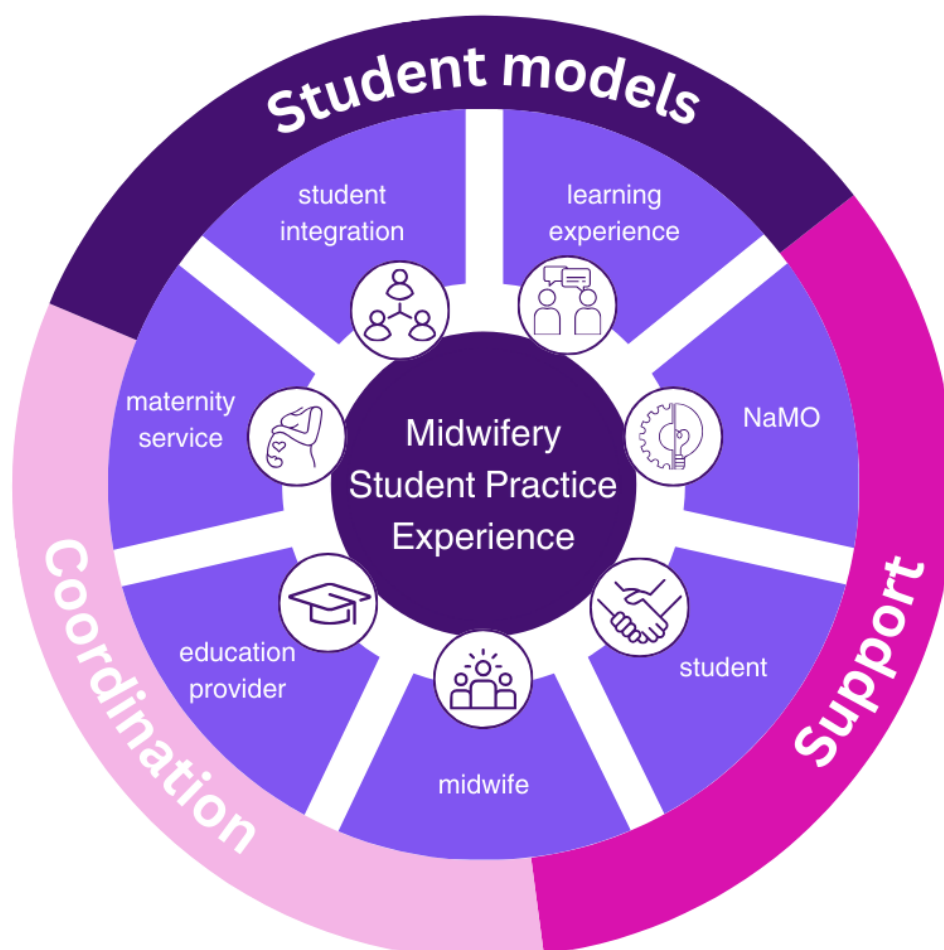 Student models
student
integration
learning
experience
maternity
service
NaMO
Midwifery
Student Practice
Experience
education
provider
student
midwife
Coordination
Support